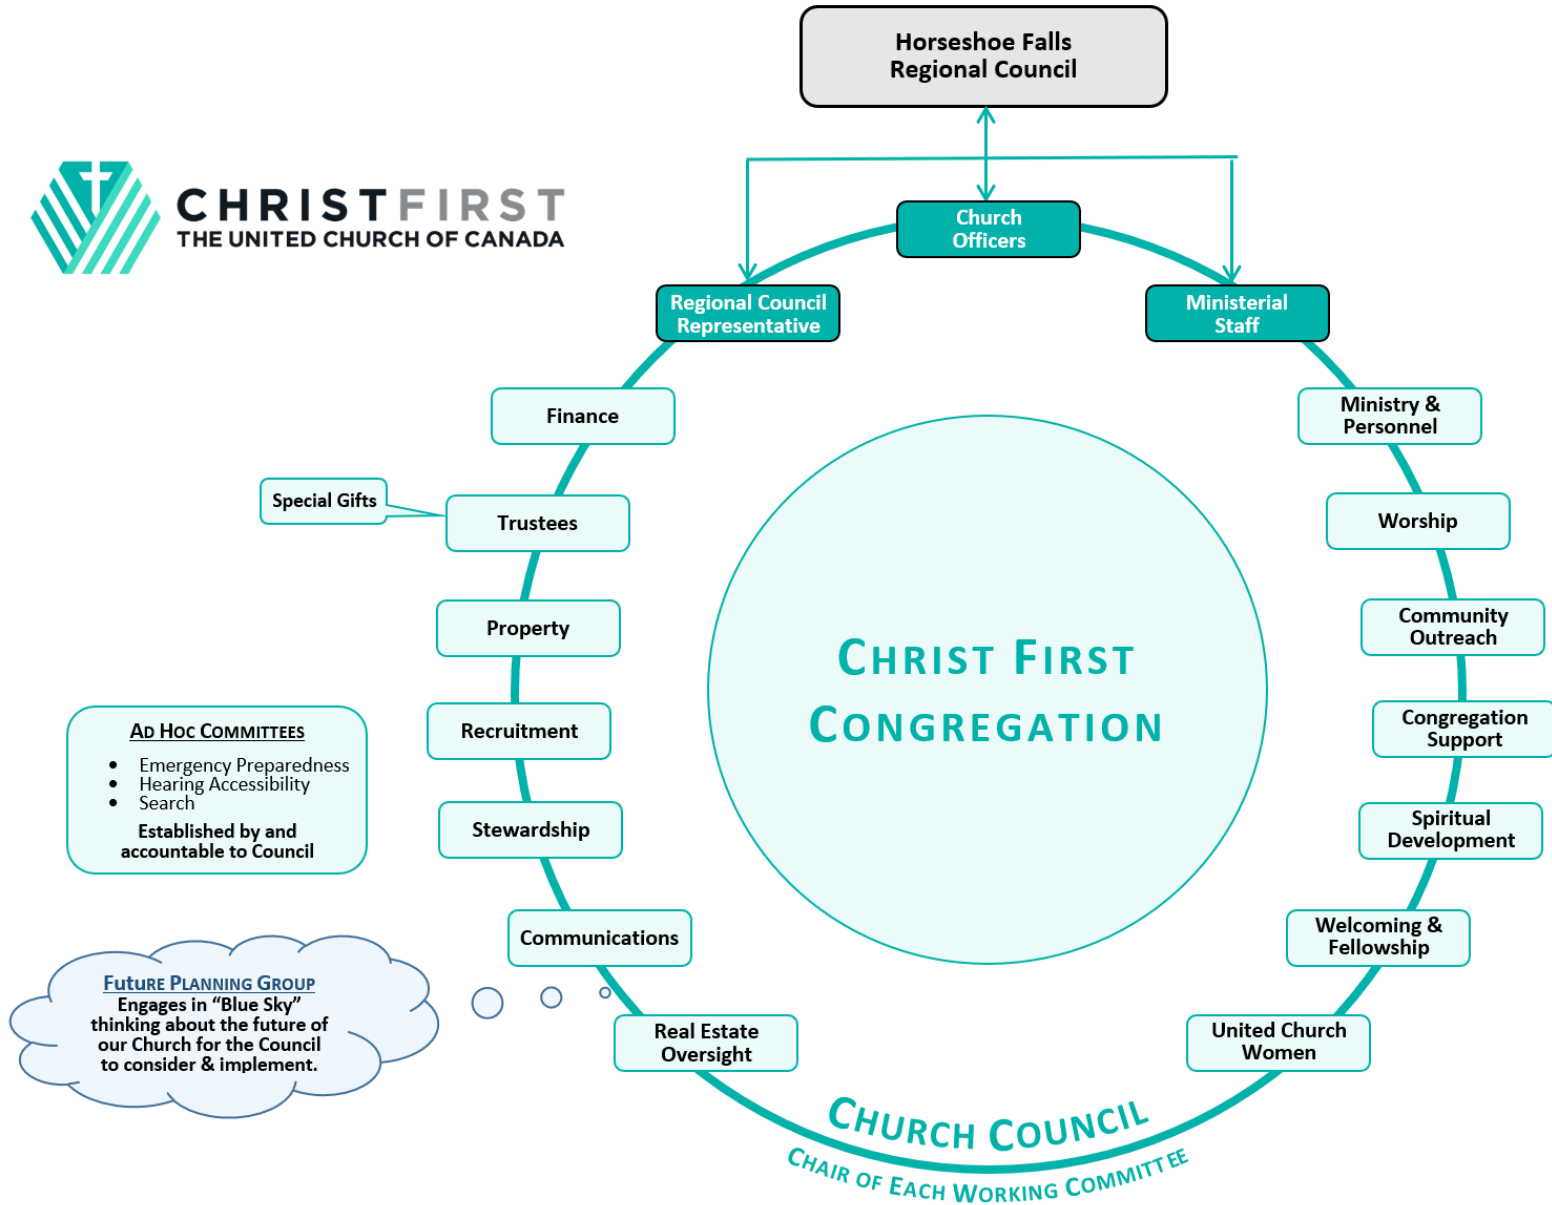 Horseshoe Falls
Regional Council
CHRISTFIRST
THE UNITED CHURCH OF CANADA
Church
Officers
Regional Council
Representative
Ministerial
Staff
Finance
Ministry &
Personnel
Special Gifts
Trustees
Worship
Property
Community
Outreach
CHRIST FIRST
CONGREGATION
Recruitment
Congregation
Support
AD HOC COMMITTEES
• Emergency Preparedness
• Hearing Accessibility
• Search
Established by and
accountable to Council
Stewardship
Spiritual
Development
Communications
Welcoming &
Fellowship
FutuRE PLANNING GROUP
Engages in “Blue Sky”
thinking about the future of
our Church for the Council
to consider & implement.
Real Estate
Oversight
United Church
Women
CHURCH COUNCIL
CHAIR OF EACH WORKING COMMITTEE